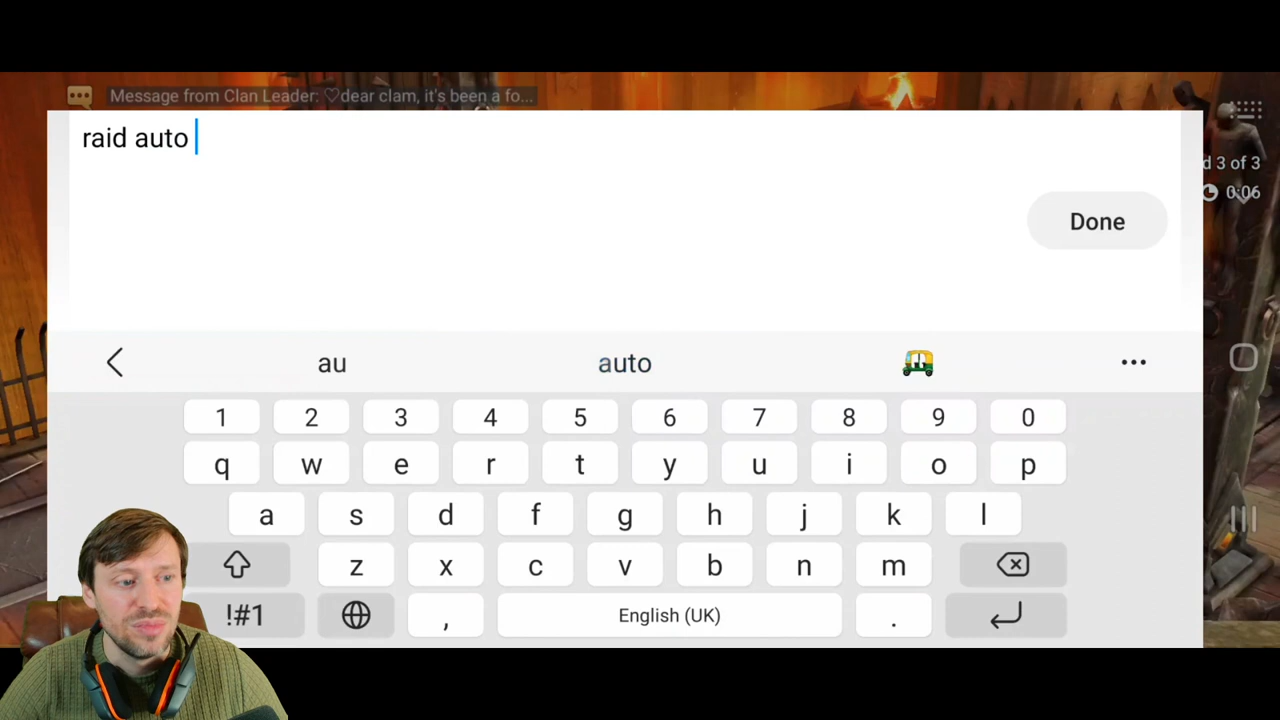 Message from Clan Leader: ♡dear clam, it's been a fo...
raid auto
d 3 of 3
0:06
Done
au auto
1 2 3 4 5 6 7 8 9 0
q w e r t y u i o p
a s d f g h j k l
z x c v b n m
!#1 , English (UK) .